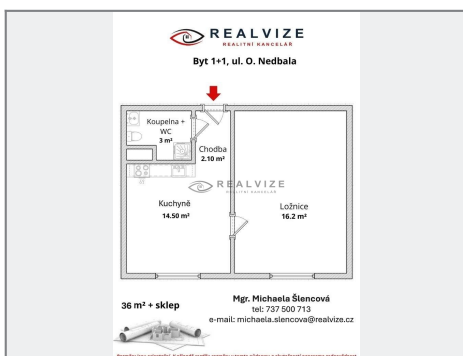 REALVIZE
REALITNÍ KANCELÁŘ
Byt 1+1, ul. O. Nedbala
Koupelna +
WC
3 m²
Chodba
2.10 m²
REALVIZE
REALITNÍ KANCELÁŘ
Kuchyně
14.50 m²
Ložnice
16.2 m²
36 m² + sklep
Mgr. Michaela Šlencová
tel: 737 500 713
e-mail: michaela.slencova@realvize.cz